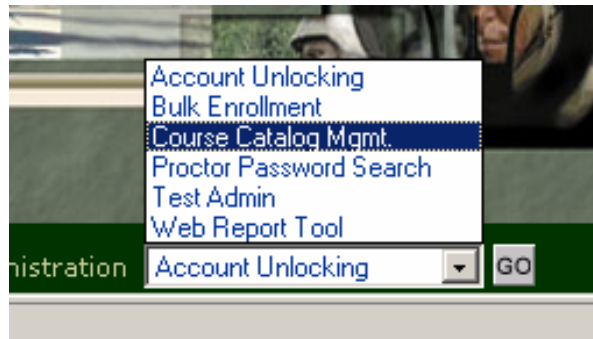 Account Unlocking
Bulk Enrollment
Course Catalog Mgmt.
Proctor Password Search
Test Admin
Web Report Tool
nistration Account Unlocking GO